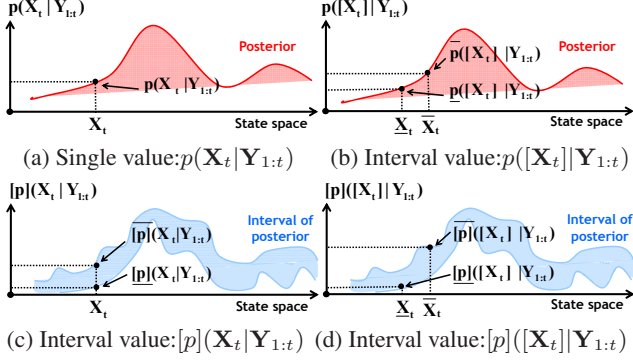 p(X_t | Y_{1:t})
Posterior
p(X_t | Y_{1:t})
X_t
State space
(a) Single value:p(X_t|Y_{1:t})
p([X_t] | Y_{1:t})
Posterior
p̅([X_t] | Y_{1:t})
p̲([X_t] | Y_{1:t})
X̲_t X̅_t
State space
(b) Interval value:p([X_t]|Y_{1:t})
[p](X_t | Y_{1:t})
Interval of
posterior
[p]̅(X_t|Y_{1:t})
[p]̲(X_t|Y_{1:t})
X_t
State space
(c) Interval value:[p](X_t|Y_{1:t})
[p]([X_t] | Y_{1:t})
Interval of
posterior
[p]̅([X_t] | Y_{1:t})
[p]̲([X_t] | Y_{1:t})
X̲_t X̅_t
State space
(d) Interval value:[p]([X_t]|Y_{1:t})